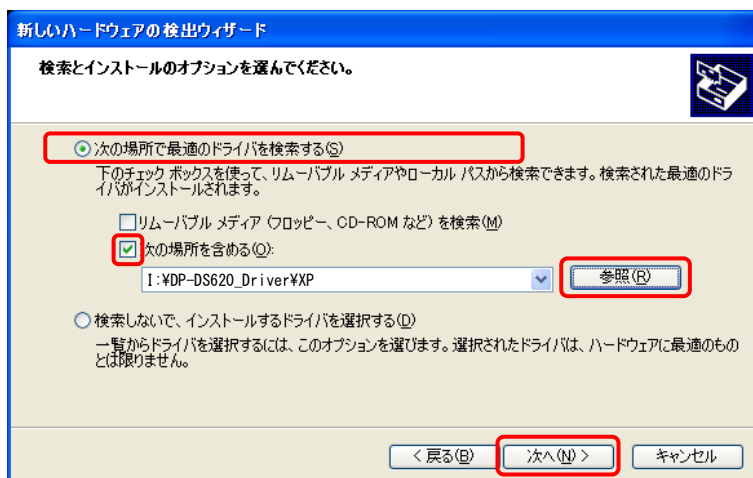 新しいハードウェアの検出ウィザード
検索とインストールのオプションを選んでください。
次の場所で最適のドライバを検索する(S)
下のチェック ボックスを使って、リムーバブル メディアやローカル パスから検索できます。検索された最適のドラ
イバがインストールされます。
リムーバブル メディア (フロッピー、CD-ROM など) を検索(M)
次の場所を含める(O):
I:¥DP-DS620_Driver¥XP
参照(R)
検索しないで、インストールするドライバを選択する(D)
一覧からドライバを選択するには、このオプションを選びます。選択されたドライバは、ハードウェアに最適のもの
とは限りません。
< 戻る(B)
次へ(N) >
キャンセル